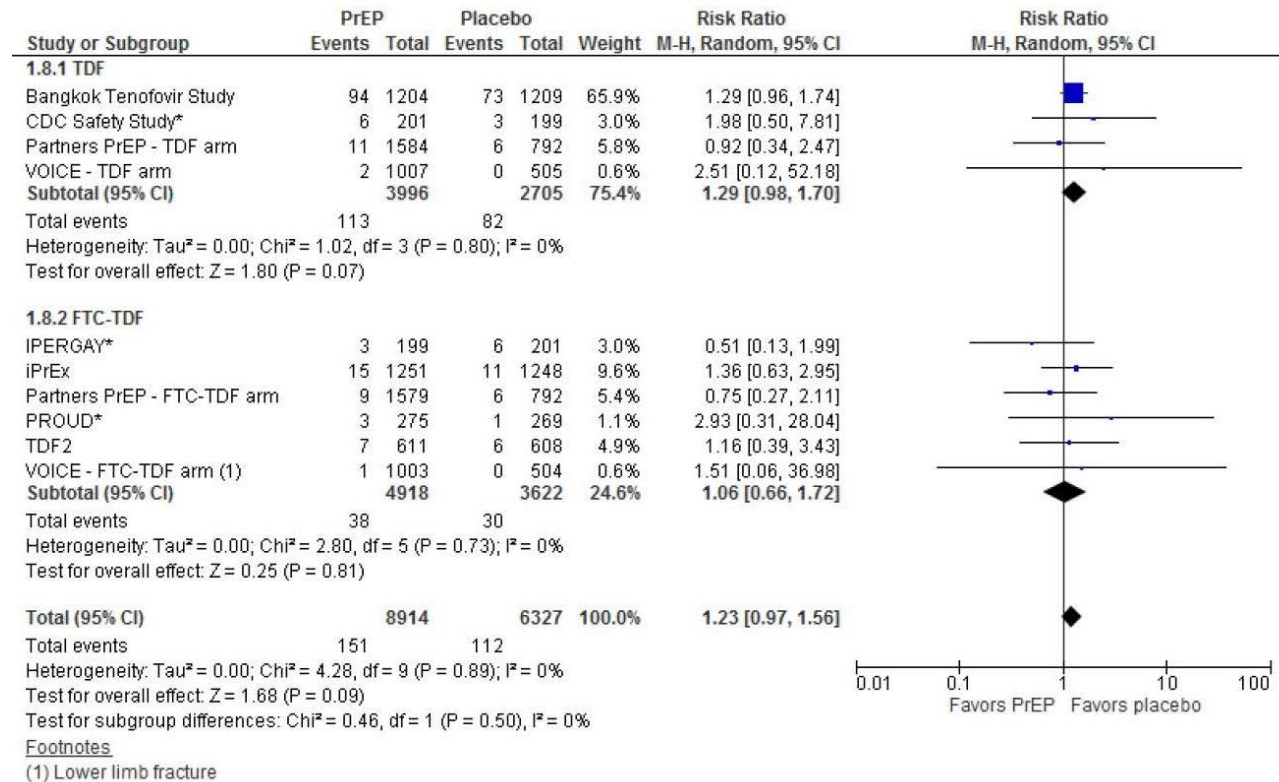 PrEP Placebo Risk Ratio Risk Ratio
Study or Subgroup Events Total Events Total Weight M-H, Random, 95% CI M-H, Random, 95% CI
1.8.1 TDF
Bangkok Tenofovir Study 94 1204 73 1209 65.9% 1.29 [0.96, 1.74]
CDC Safety Study* 6 201 3 199 3.0% 1.98 [0.50, 7.81]
Partners PrEP - TDF arm 11 1584 6 792 5.8% 0.92 [0.34, 2.47]
VOICE - TDF arm 2 1007 0 505 0.6% 2.51 [0.12, 52.18]
Subtotal (95% CI) 3996 2705 75.4% 1.29 [0.98, 1.70]
Total events 113 82
Heterogeneity: Tau² = 0.00; Chi² = 1.02, df = 3 (P = 0.80); I² = 0%
Test for overall effect: Z = 1.80 (P = 0.07)
1.8.2 FTC-TDF
IPERGAY* 3 199 6 201 3.0% 0.51 [0.13, 1.99]
iPrEx 15 1251 11 1248 9.6% 1.36 [0.63, 2.95]
Partners PrEP - FTC-TDF arm 9 1579 6 792 5.4% 0.75 [0.27, 2.11]
PROUD* 3 275 1 269 1.1% 2.93 [0.31, 28.04]
TDF2 7 611 6 608 4.9% 1.16 [0.39, 3.43]
VOICE - FTC-TDF arm (1) 1 1003 0 504 0.6% 1.51 [0.06, 36.98]
Subtotal (95% CI) 4918 3622 24.6% 1.06 [0.66, 1.72]
Total events 38 30
Heterogeneity: Tau² = 0.00; Chi² = 2.80, df = 5 (P = 0.73); I² = 0%
Test for overall effect: Z = 0.25 (P = 0.81)
Total (95% CI) 8914 6327 100.0% 1.23 [0.97, 1.56]
Total events 151 112
Heterogeneity: Tau² = 0.00; Chi² = 4.28, df = 9 (P = 0.89); I² = 0%
Test for overall effect: Z = 1.68 (P = 0.09)
Test for subgroup differences: Chi² = 0.46, df = 1 (P = 0.50), I² = 0%
0.01 0.1 1 10 100
Favors PrEP Favors placebo
Footnotes
(1) Lower limb fracture